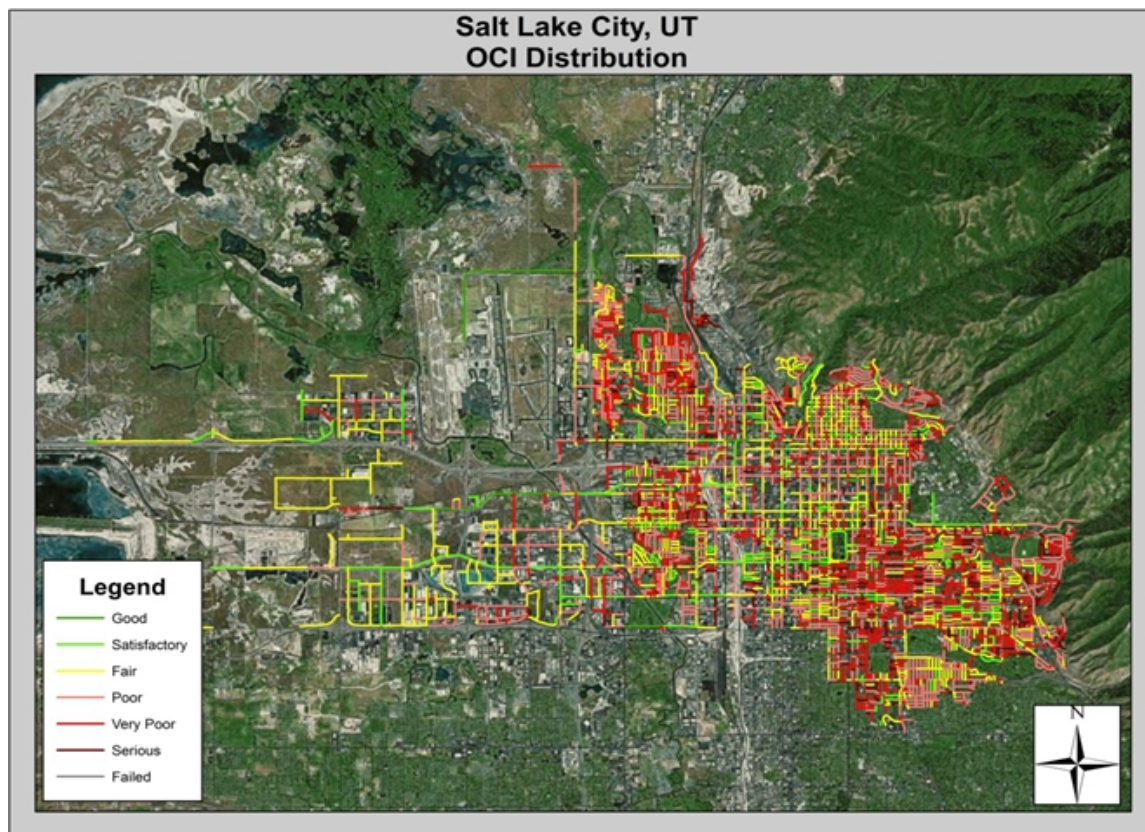 Salt Lake City, UT
OCI Distribution
Legend
Good
Satisfactory
Fair
Poor
Very Poor
Serious
Failed
N